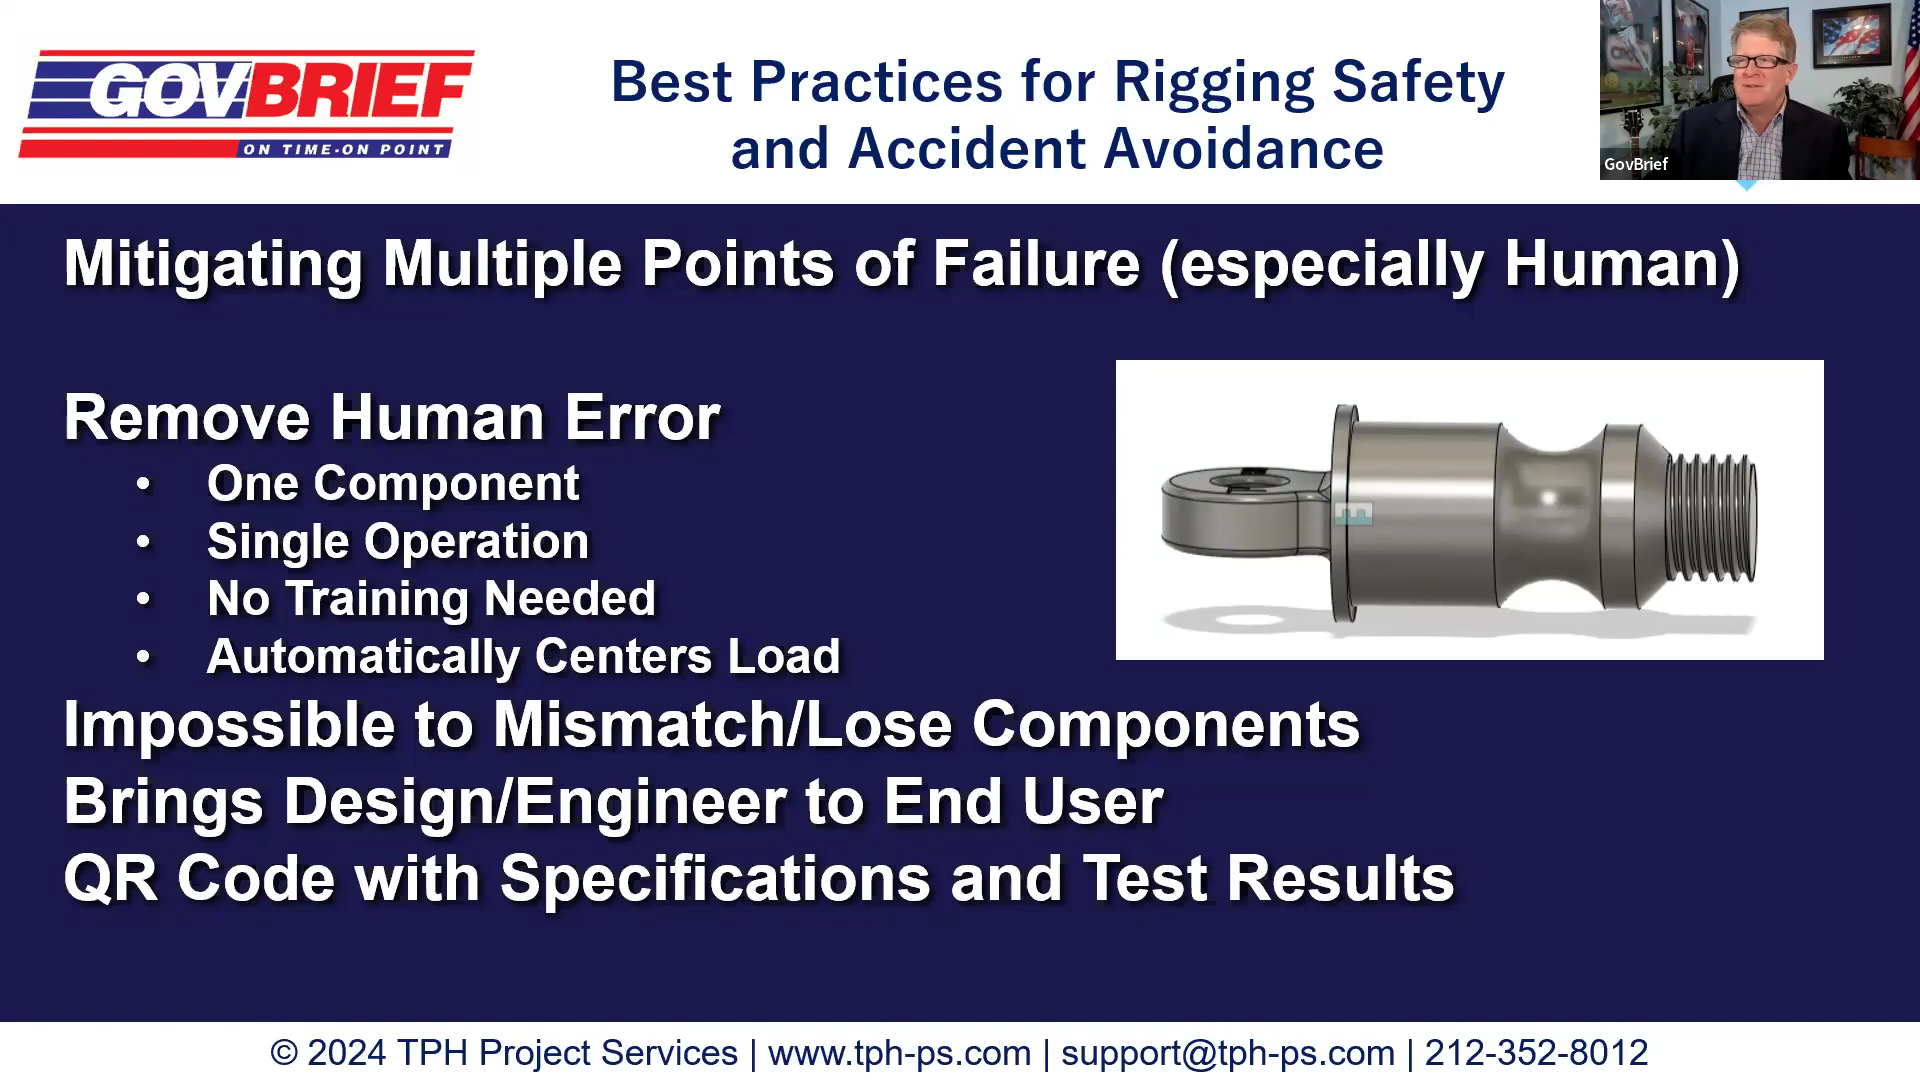 GOVBRIEF
ON TIME-ON POINT
Best Practices for Rigging Safety
and Accident Avoidance
GovBrief
Mitigating Multiple Points of Failure (especially Human)
Remove Human Error
• One Component
• Single Operation
• No Training Needed
• Automatically Centers Load
Impossible to Mismatch/Lose Components
Brings Design/Engineer to End User
QR Code with Specifications and Test Results
© 2024 TPH Project Services | www.tph-ps.com | support@tph-ps.com | 212-352-8012